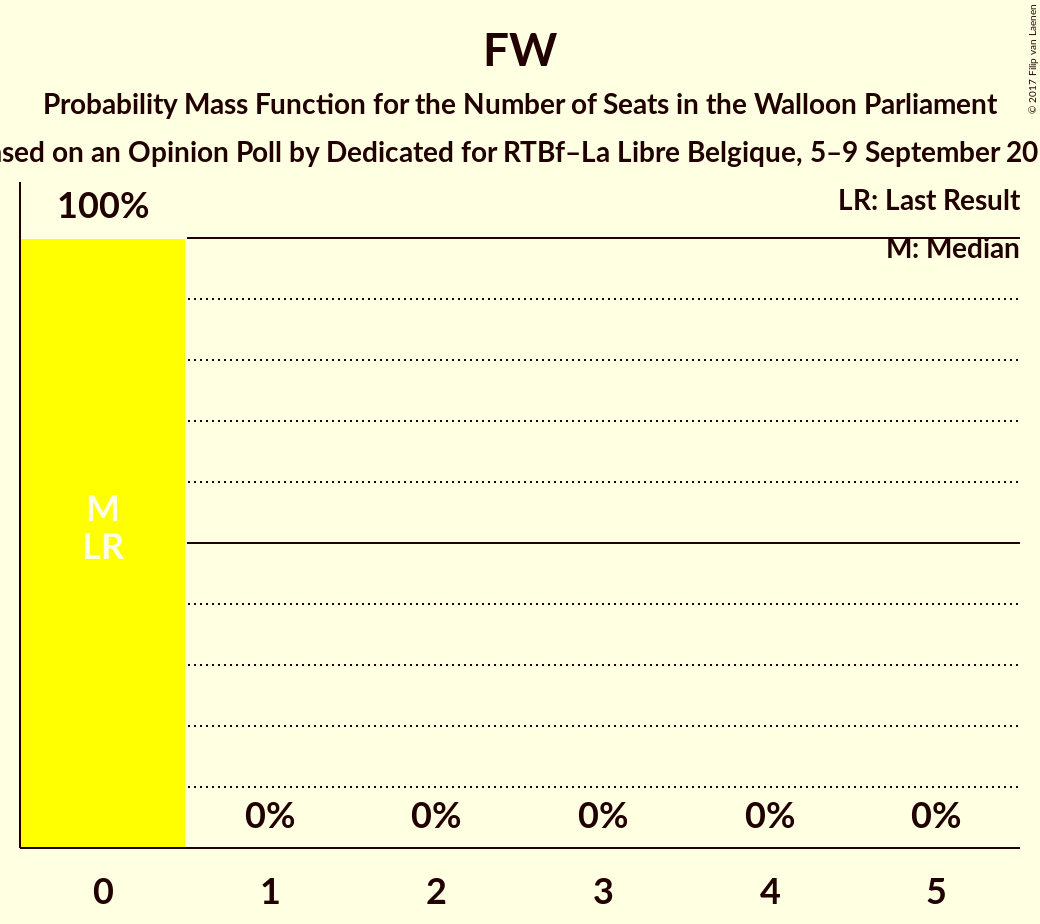 FW
Probability Mass Function for the Number of Seats in the Walloon Parliament
on an Opinion Poll by Dedicated for RTBf–La Libre Belgique, 5–9 September
© 2017 Filip van Laenen
LR: Last Result
M: Median
100%
M
LR
0% 0% 0% 0% 0%
0 1 2 3 4 5